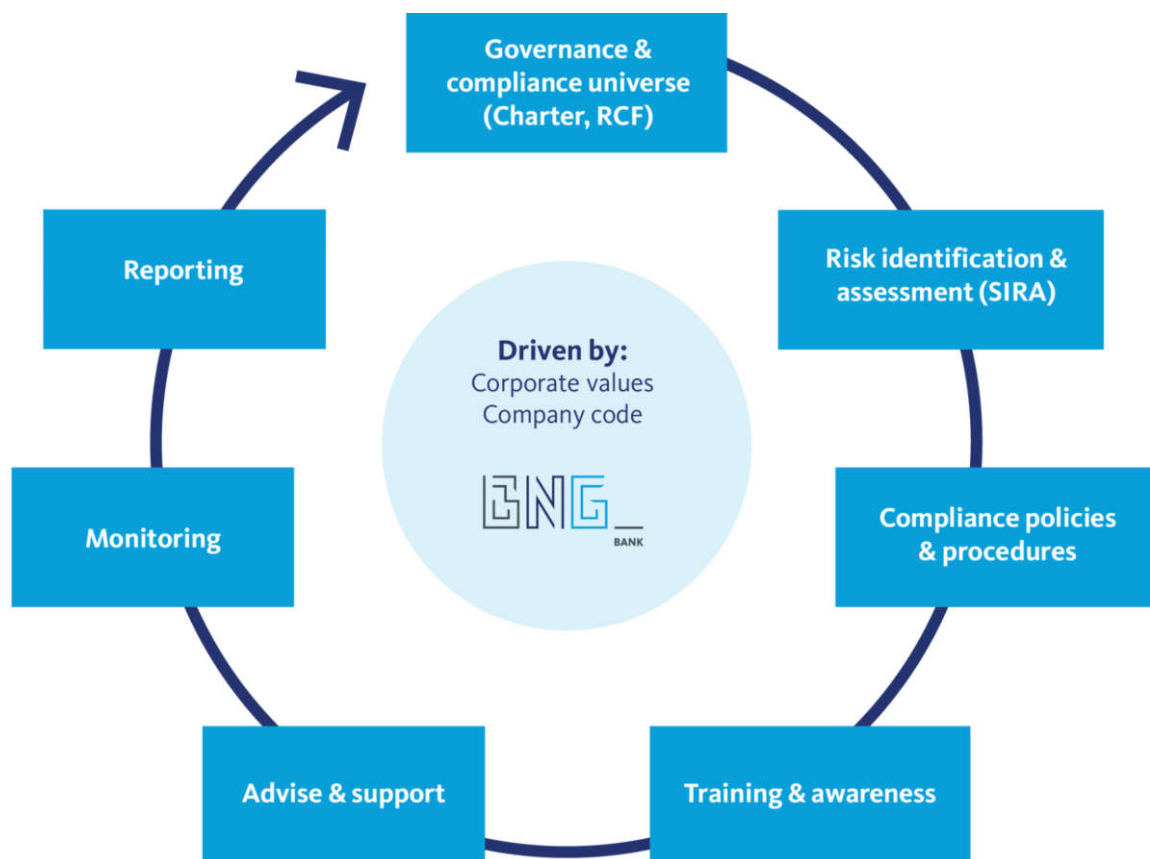 Governance &
compliance universe
(Charter, RCF)
Risk identification &
assessment (SIRA)
Compliance policies
& procedures
Training & awareness
Advise & support
Monitoring
Reporting
Driven by:
Corporate values
Company code
BNG_
BANK